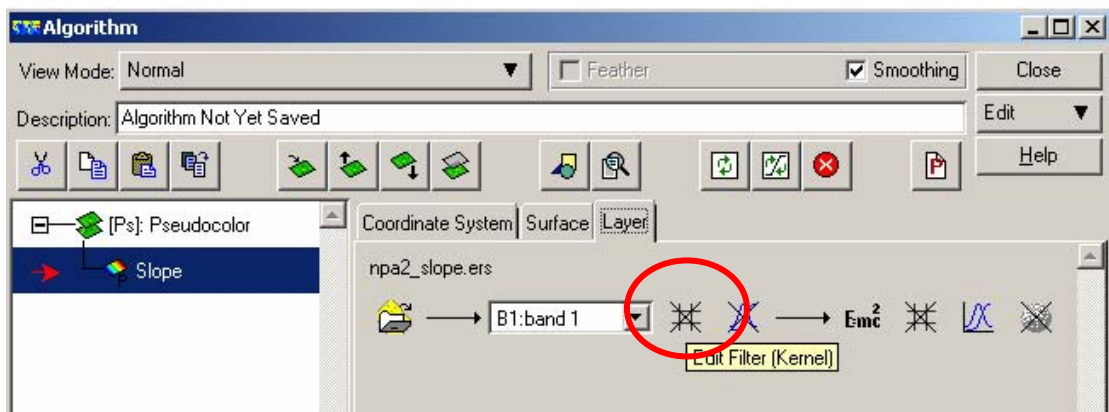 Algorithm
View Mode: Normal
Feather
Smoothing
Close
Description: Algorithm Not Yet Saved
Edit
Help
[Ps]: Pseudocolor
Slope
Coordinate System Surface Layer
npa2_slope.ers
B1:band 1
Emc²
Edit Filter (Kernel)